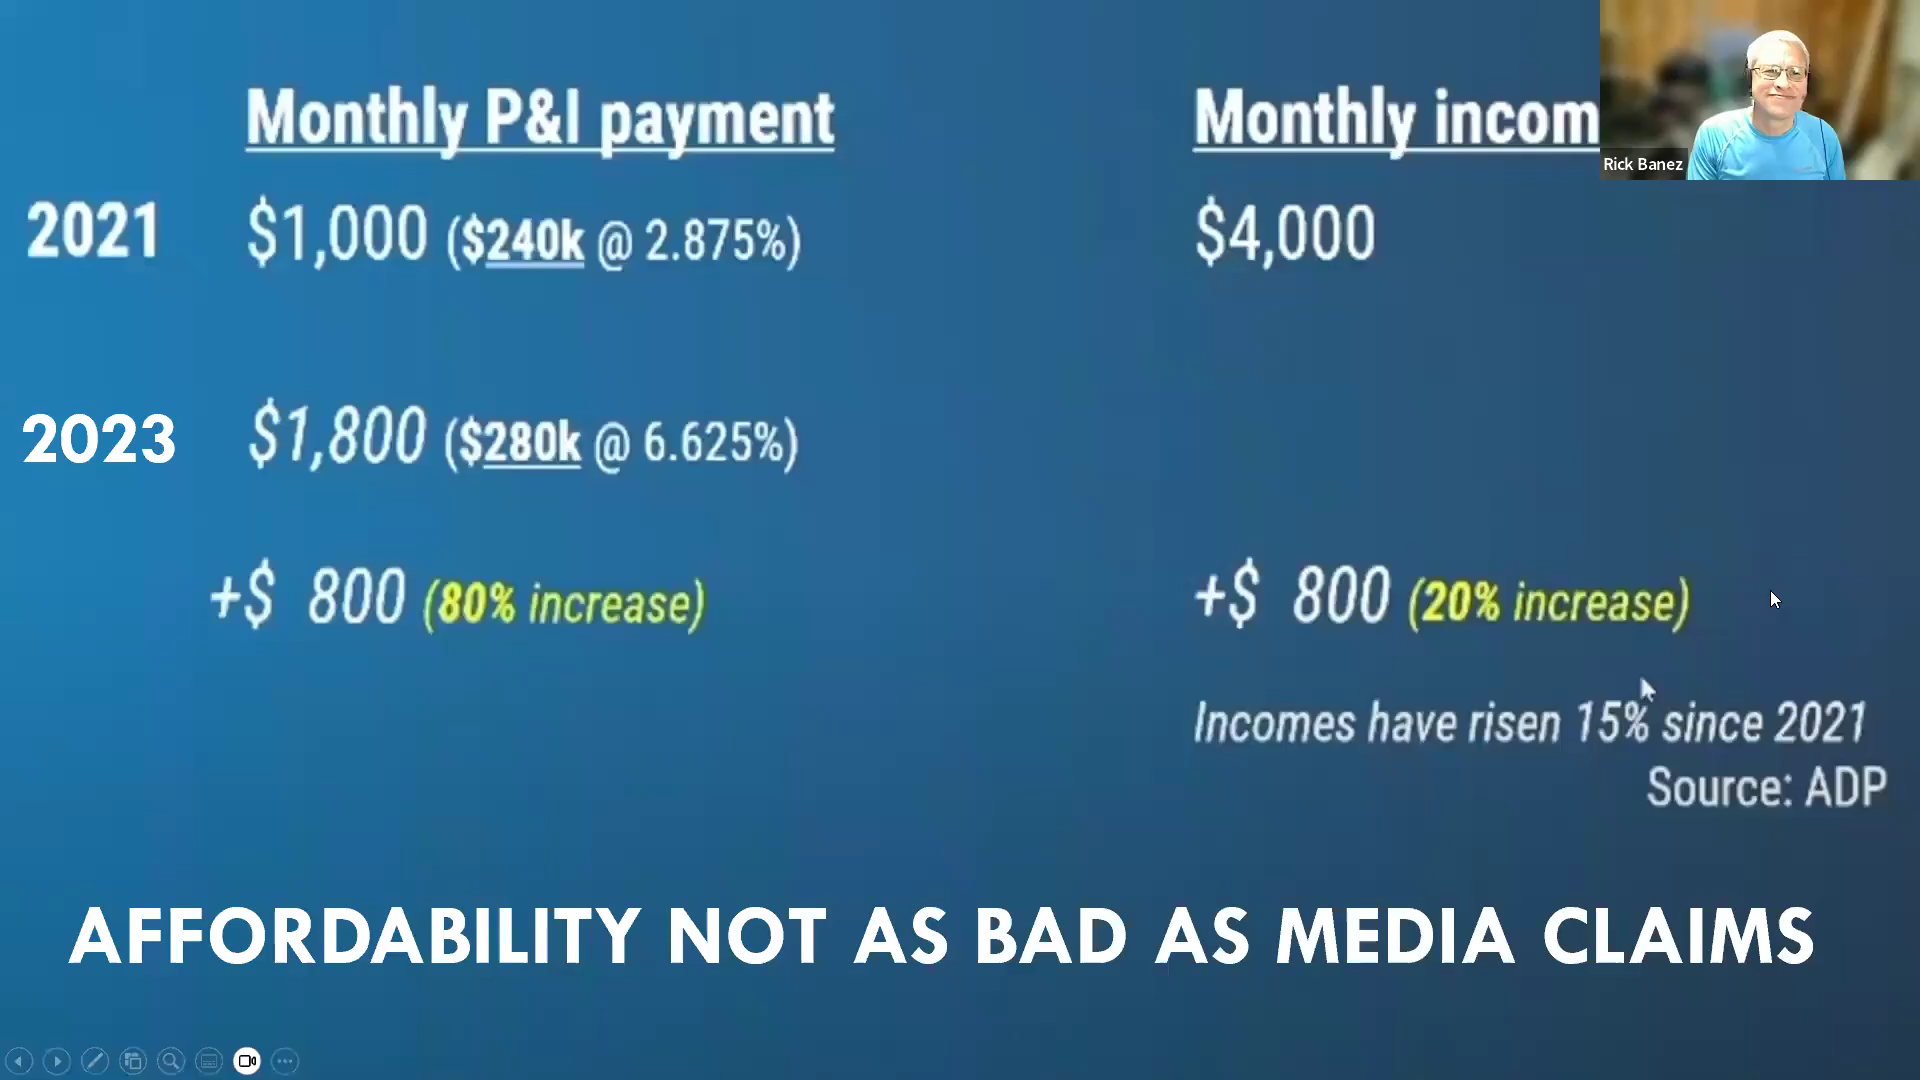 Monthly P&I payment
Monthly incom
Rick Banez
2021 $1,000 ($240k @ 2.875%) $4,000
2023 $1,800 ($280k @ 6.625%)
+$ 800 (80% increase) +$ 800 (20% increase)
Incomes have risen 15% since 2021
Source: ADP
AFFORDABILITY NOT AS BAD AS MEDIA CLAIMS